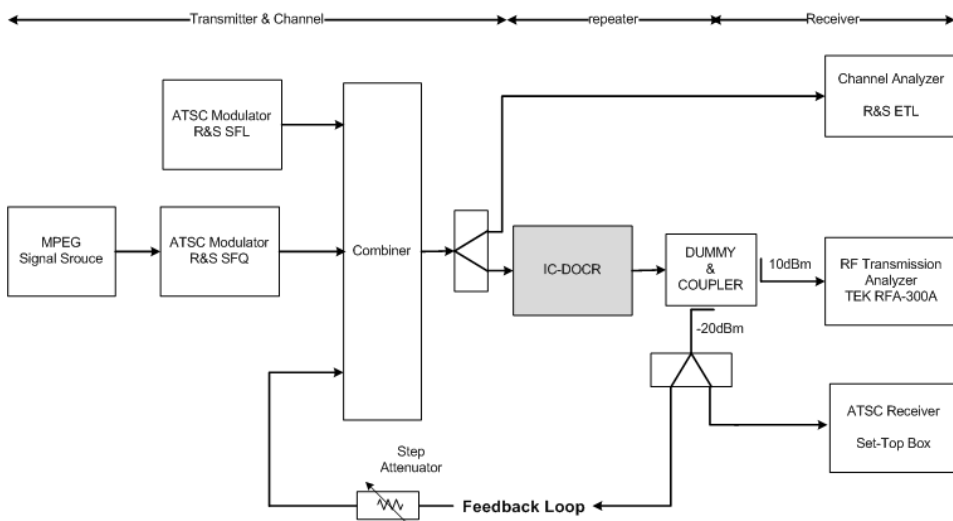 Transmitter & Channel
repeater
Receiver
Channel Analyzer
R&S ETL
ATSC Modulator
R&S SFL
MPEG
Signal Srouce
ATSC Modulator
R&S SFQ
Combiner
IC-DOCR
DUMMY
&
COUPLER
10dBm
RF Transmission
Analyzer
TEK RFA-300A
-20dBm
ATSC Receiver
Set-Top Box
Step
Attenuator
Feedback Loop